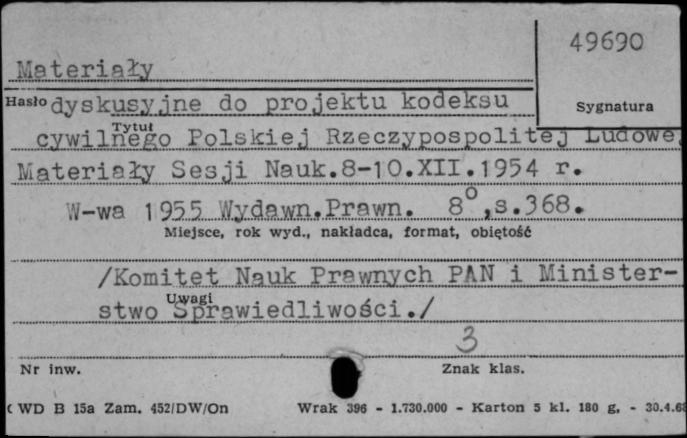 49690
Materiały
Hasło dyskusyjne do projektu kodeksu
Sygnatura
Tytuł
cywilnego Polskiej Rzeczypospolitej Ludowej
Materiały Sesji Nauk.8-10.XII.1954 r.
W-wa 1955 Wydawn.Prawn. 8°,s.368.
Miejsce, rok wyd., nakładca, format, objętość
/Komitet Nauk Prawnych PAN i Minister-
Uwagi
stwo Sprawiedliwości./
3
Nr inw.
Znak klas.
CWD B 15a Zam. 452/DW/On Wrak 396 - 1.730.000 - Karton 5 kl. 180 g. - 30.4.68